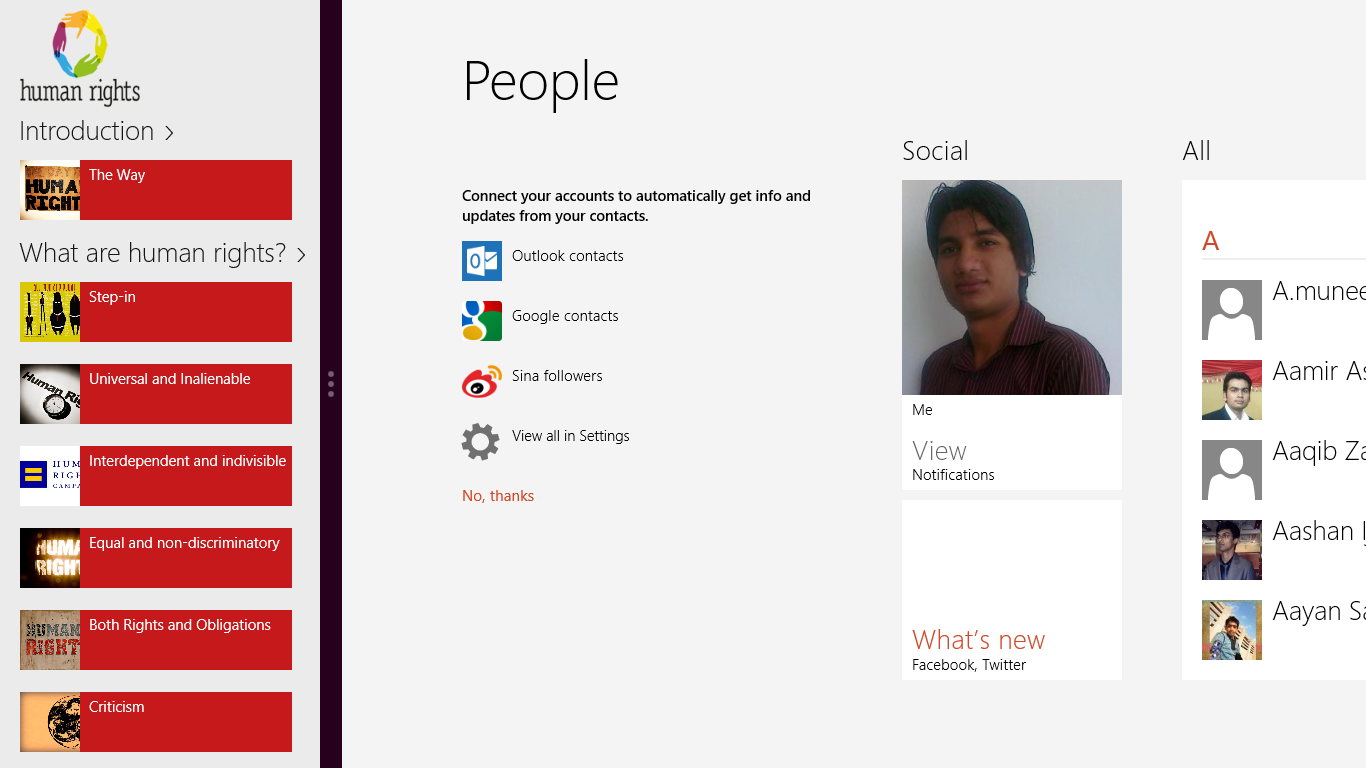 human rights
Introduction
The Way
What are human rights?
Step-in
Universal and Inalienable
Interdependent and indivisible
Equal and non-discriminatory
Both Rights and Obligations
Criticism
People
Connect your accounts to automatically get info and
updates from your contacts.
Outlook contacts
Google contacts
Sina followers
View all in Settings
No, thanks
Social
Me
View
Notifications
What's new
Facebook, Twitter
All
A
A.mune
Aamir As
Aaqib Za
Aashan
Aayan Sa